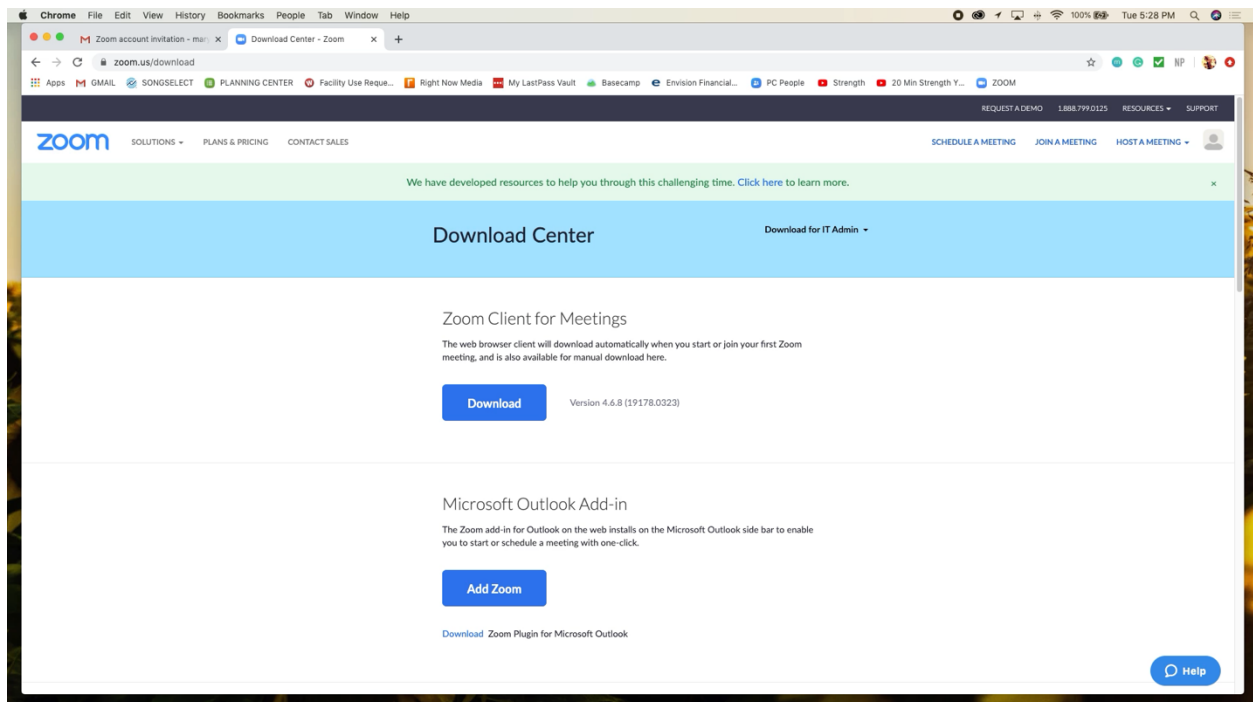 Chrome File Edit View History Bookmarks People Tab Window Help 100% Tue 5:28 PM
Zoom account invitation - mar Download Center - Zoom
zoom.us/download NP
Apps GMAIL SONGSELECT PLANNING CENTER Facility Use Reque... Right Now Media My LastPass Vault Basecamp Envision Financial... PC People Strength 20 Min Strength Y... ZOOM
REQUEST A DEMO 1.888.799.0125 RESOURCES SUPPORT
zoom SOLUTIONS PLANS & PRICING CONTACT SALES SCHEDULE A MEETING JOIN A MEETING HOST A MEETING
We have developed resources to help you through this challenging time. Click here to learn more.
Download Center Download for IT Admin
Zoom Client for Meetings
The web browser client will download automatically when you start or join your first Zoom
meeting, and is also available for manual download here.
Download Version 4.6.8 (19178.0323)
Microsoft Outlook Add-in
The Zoom add-in for Outlook on the web installs on the Microsoft Outlook side bar to enable
you to start or schedule a meeting with one-click.
Add Zoom
Download Zoom Plugin for Microsoft Outlook
Help